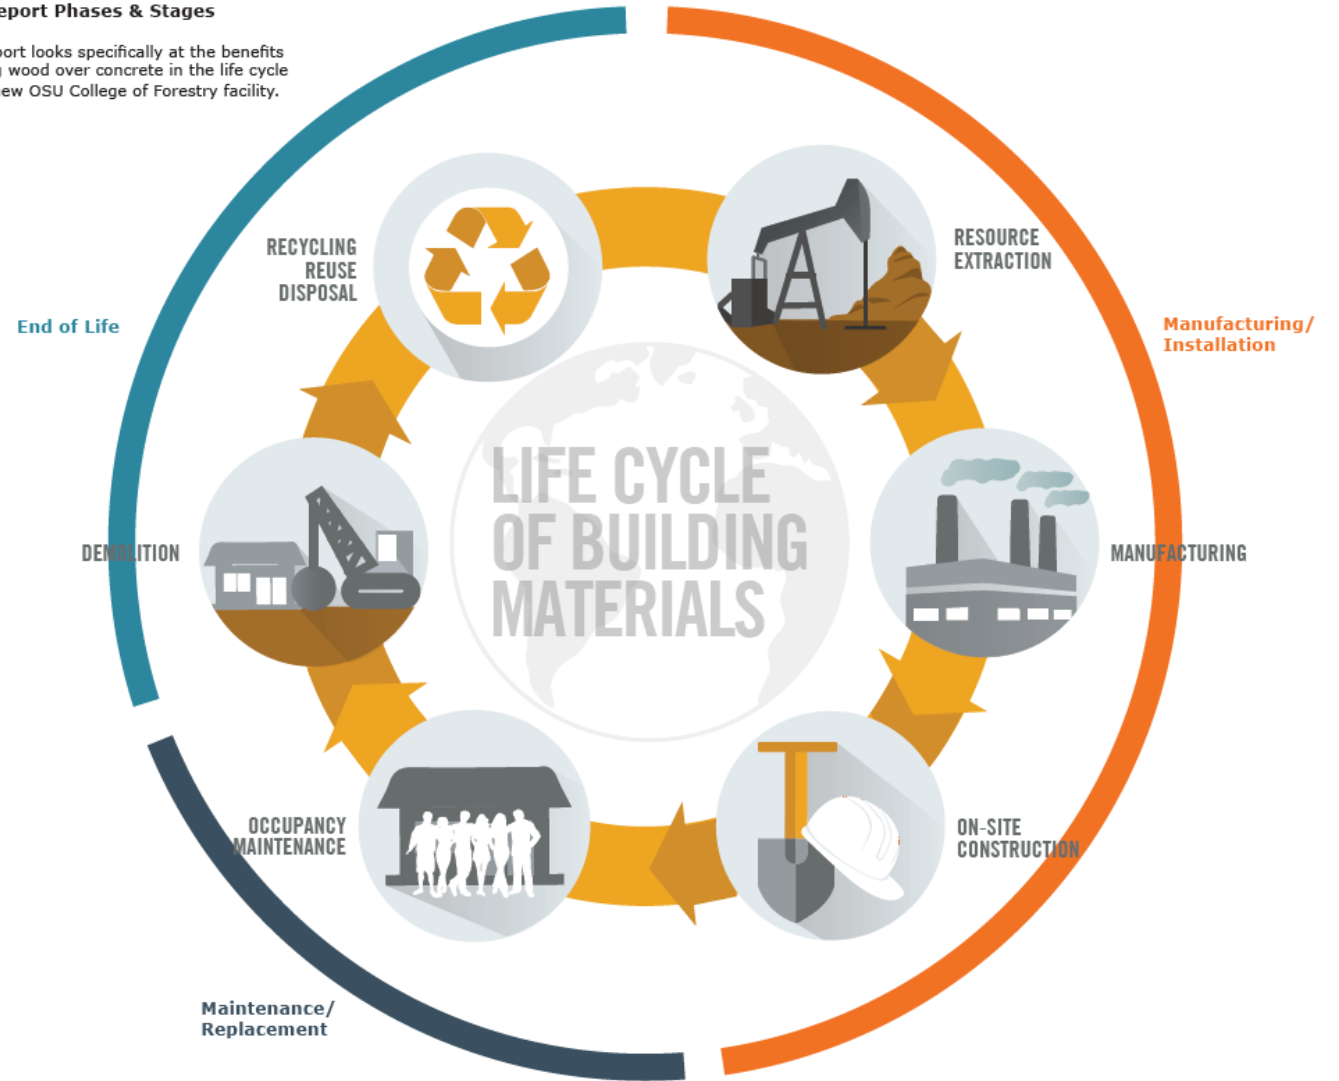 eport Phases & Stages
port looks specifically at the benefits
g wood over concrete in the life cycle
new OSU College of Forestry facility.
RECYCLING
REUSE
DISPOSAL
RESOURCE
EXTRACTION
End of Life
Manufacturing/
Installation
LIFE CYCLE
OF BUILDING
MATERIALS
DEMOLITION
MANUFACTURING
OCCUPANCY
MAINTENANCE
ON-SITE
CONSTRUCTION
Maintenance/
Replacement